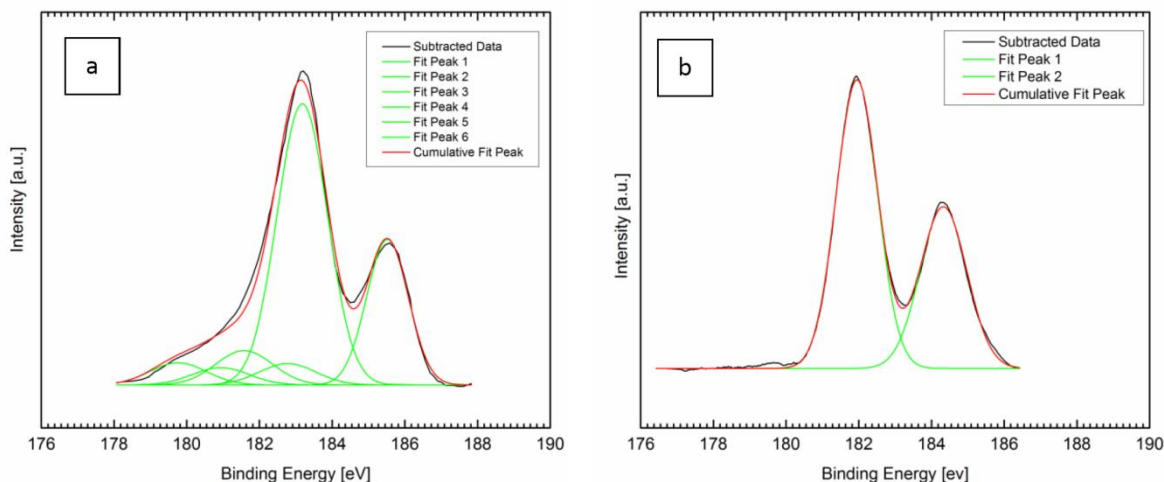 a
Subtracted Data
Fit Peak 1
Fit Peak 2
Fit Peak 3
Fit Peak 4
Fit Peak 5
Fit Peak 6
Cumulative Fit Peak
Intensity [a.u.]
176 178 180 182 184 186 188 190
Binding Energy [eV]
b
Subtracted Data
Fit Peak 1
Fit Peak 2
Cumulative Fit Peak
Intensity [a.u.]
176 178 180 182 184 186 188 190
Binding Energy [ev]